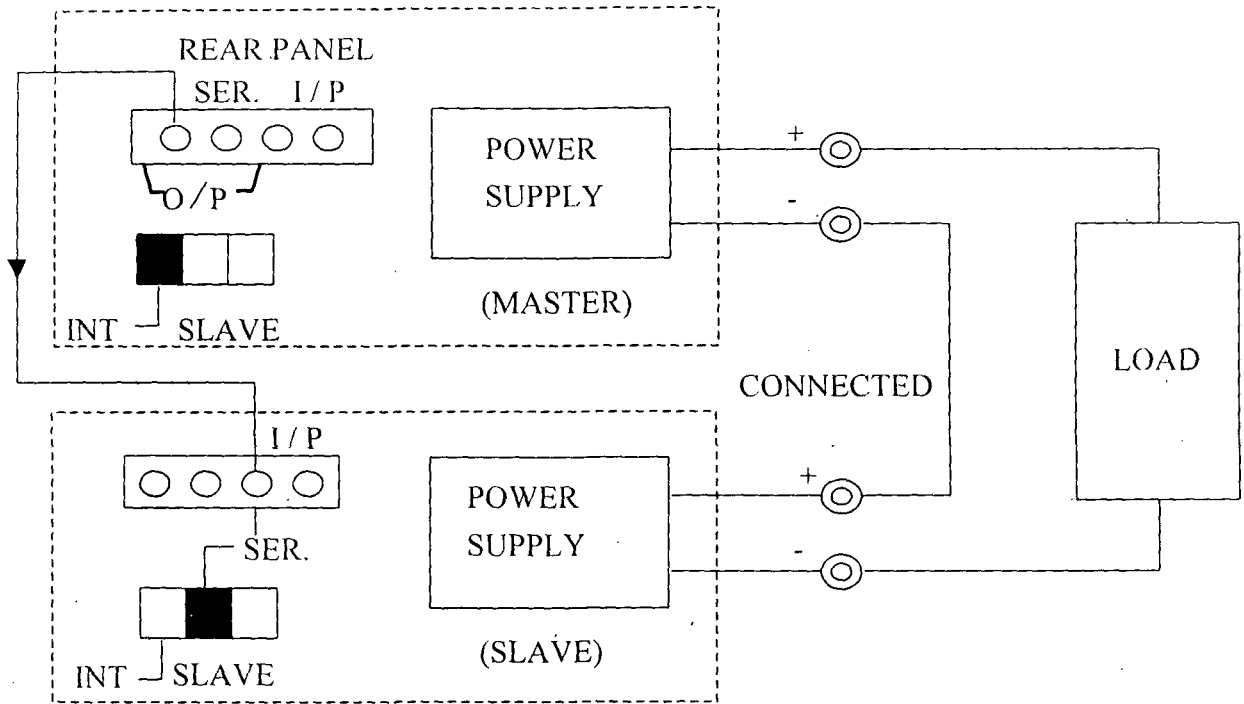 REAR PANEL
SER. I / P
O / P
INT SLAVE
POWER
SUPPLY
(MASTER)
+
-
CONNECTED
LOAD
I / P
SER.
INT SLAVE
POWER
SUPPLY
(SLAVE)
+
-